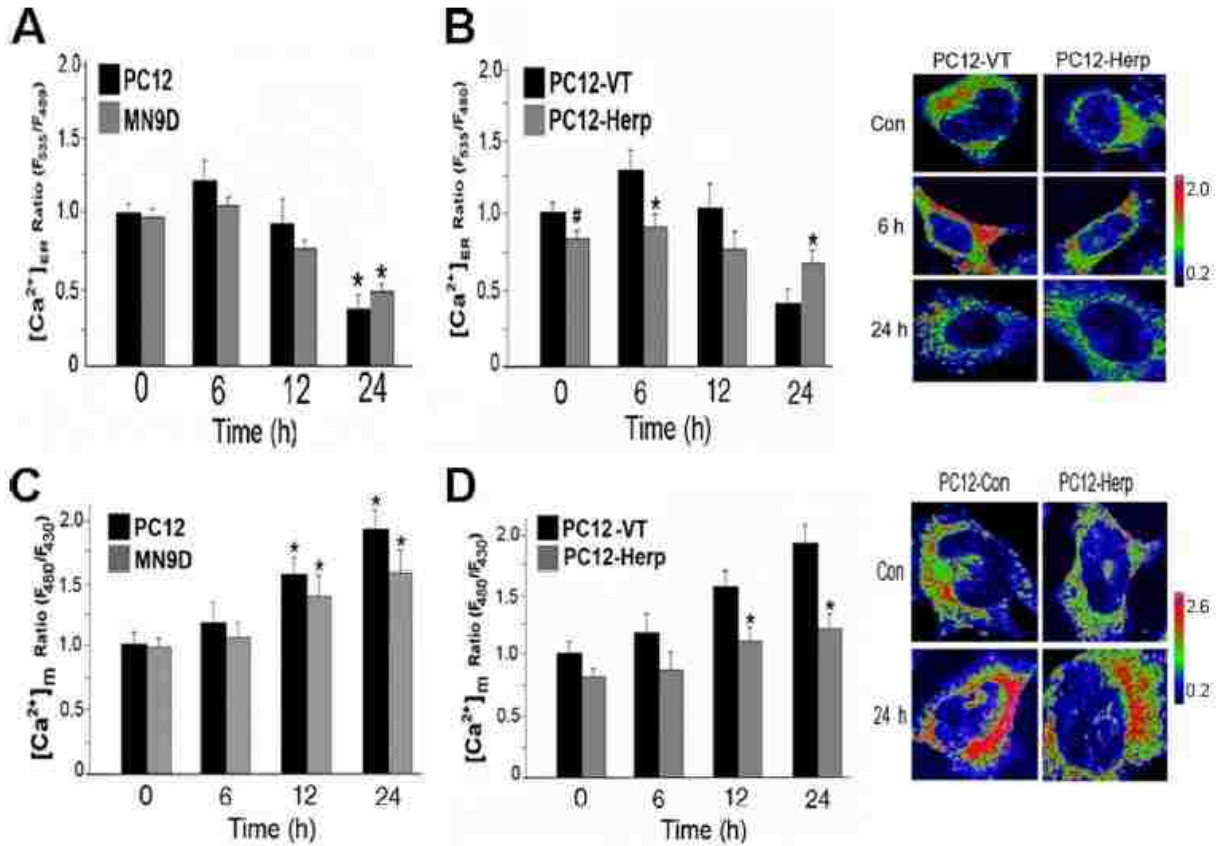 A
[Ca²⁺]ER Ratio (F535/F480)
2.0
1.5
1.0
0.5
0
PC12
MN9D
* *
0 6 12 24
Time (h)
B
[Ca²⁺]ER Ratio (F535/F480)
2.0
1.5
1.0
0.5
0
PC12-VT
PC12-Herp
# * *
0 6 12 24
Time (h)
PC12-VT PC12-Herp
Con
6 h
24 h
2.0
0.2
C
[Ca²⁺]m Ratio (F480/F430)
2.0
1.5
1.0
0.5
0
PC12
MN9D
* * * *
0 6 12 24
Time (h)
D
[Ca²⁺]m Ratio (F480/F430)
2.0
1.5
1.0
0.5
0
PC12-VT
PC12-Herp
* *
0 6 12 24
Time (h)
PC12-Con PC12-Herp
Con
24 h
2.6
0.2